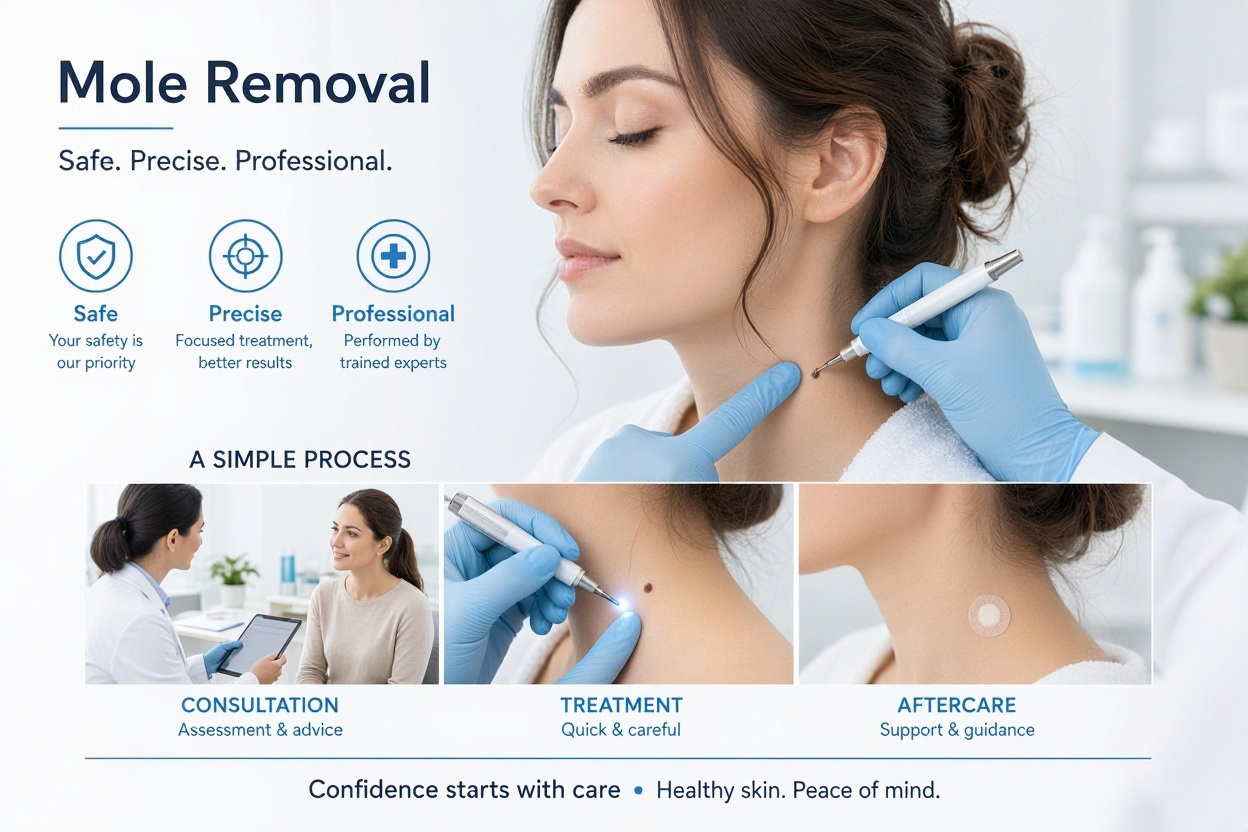 Mole Removal
Safe. Precise. Professional.
Safe
Your safety is
our priority
Precise
Focused treatment,
better results
Professional
Performed by
trained experts
A SIMPLE PROCESS
CONSULTATION
Assessment & advice
TREATMENT
Quick & careful
AFTERCARE
Support & guidance
Confidence starts with care • Healthy skin. Peace of mind.